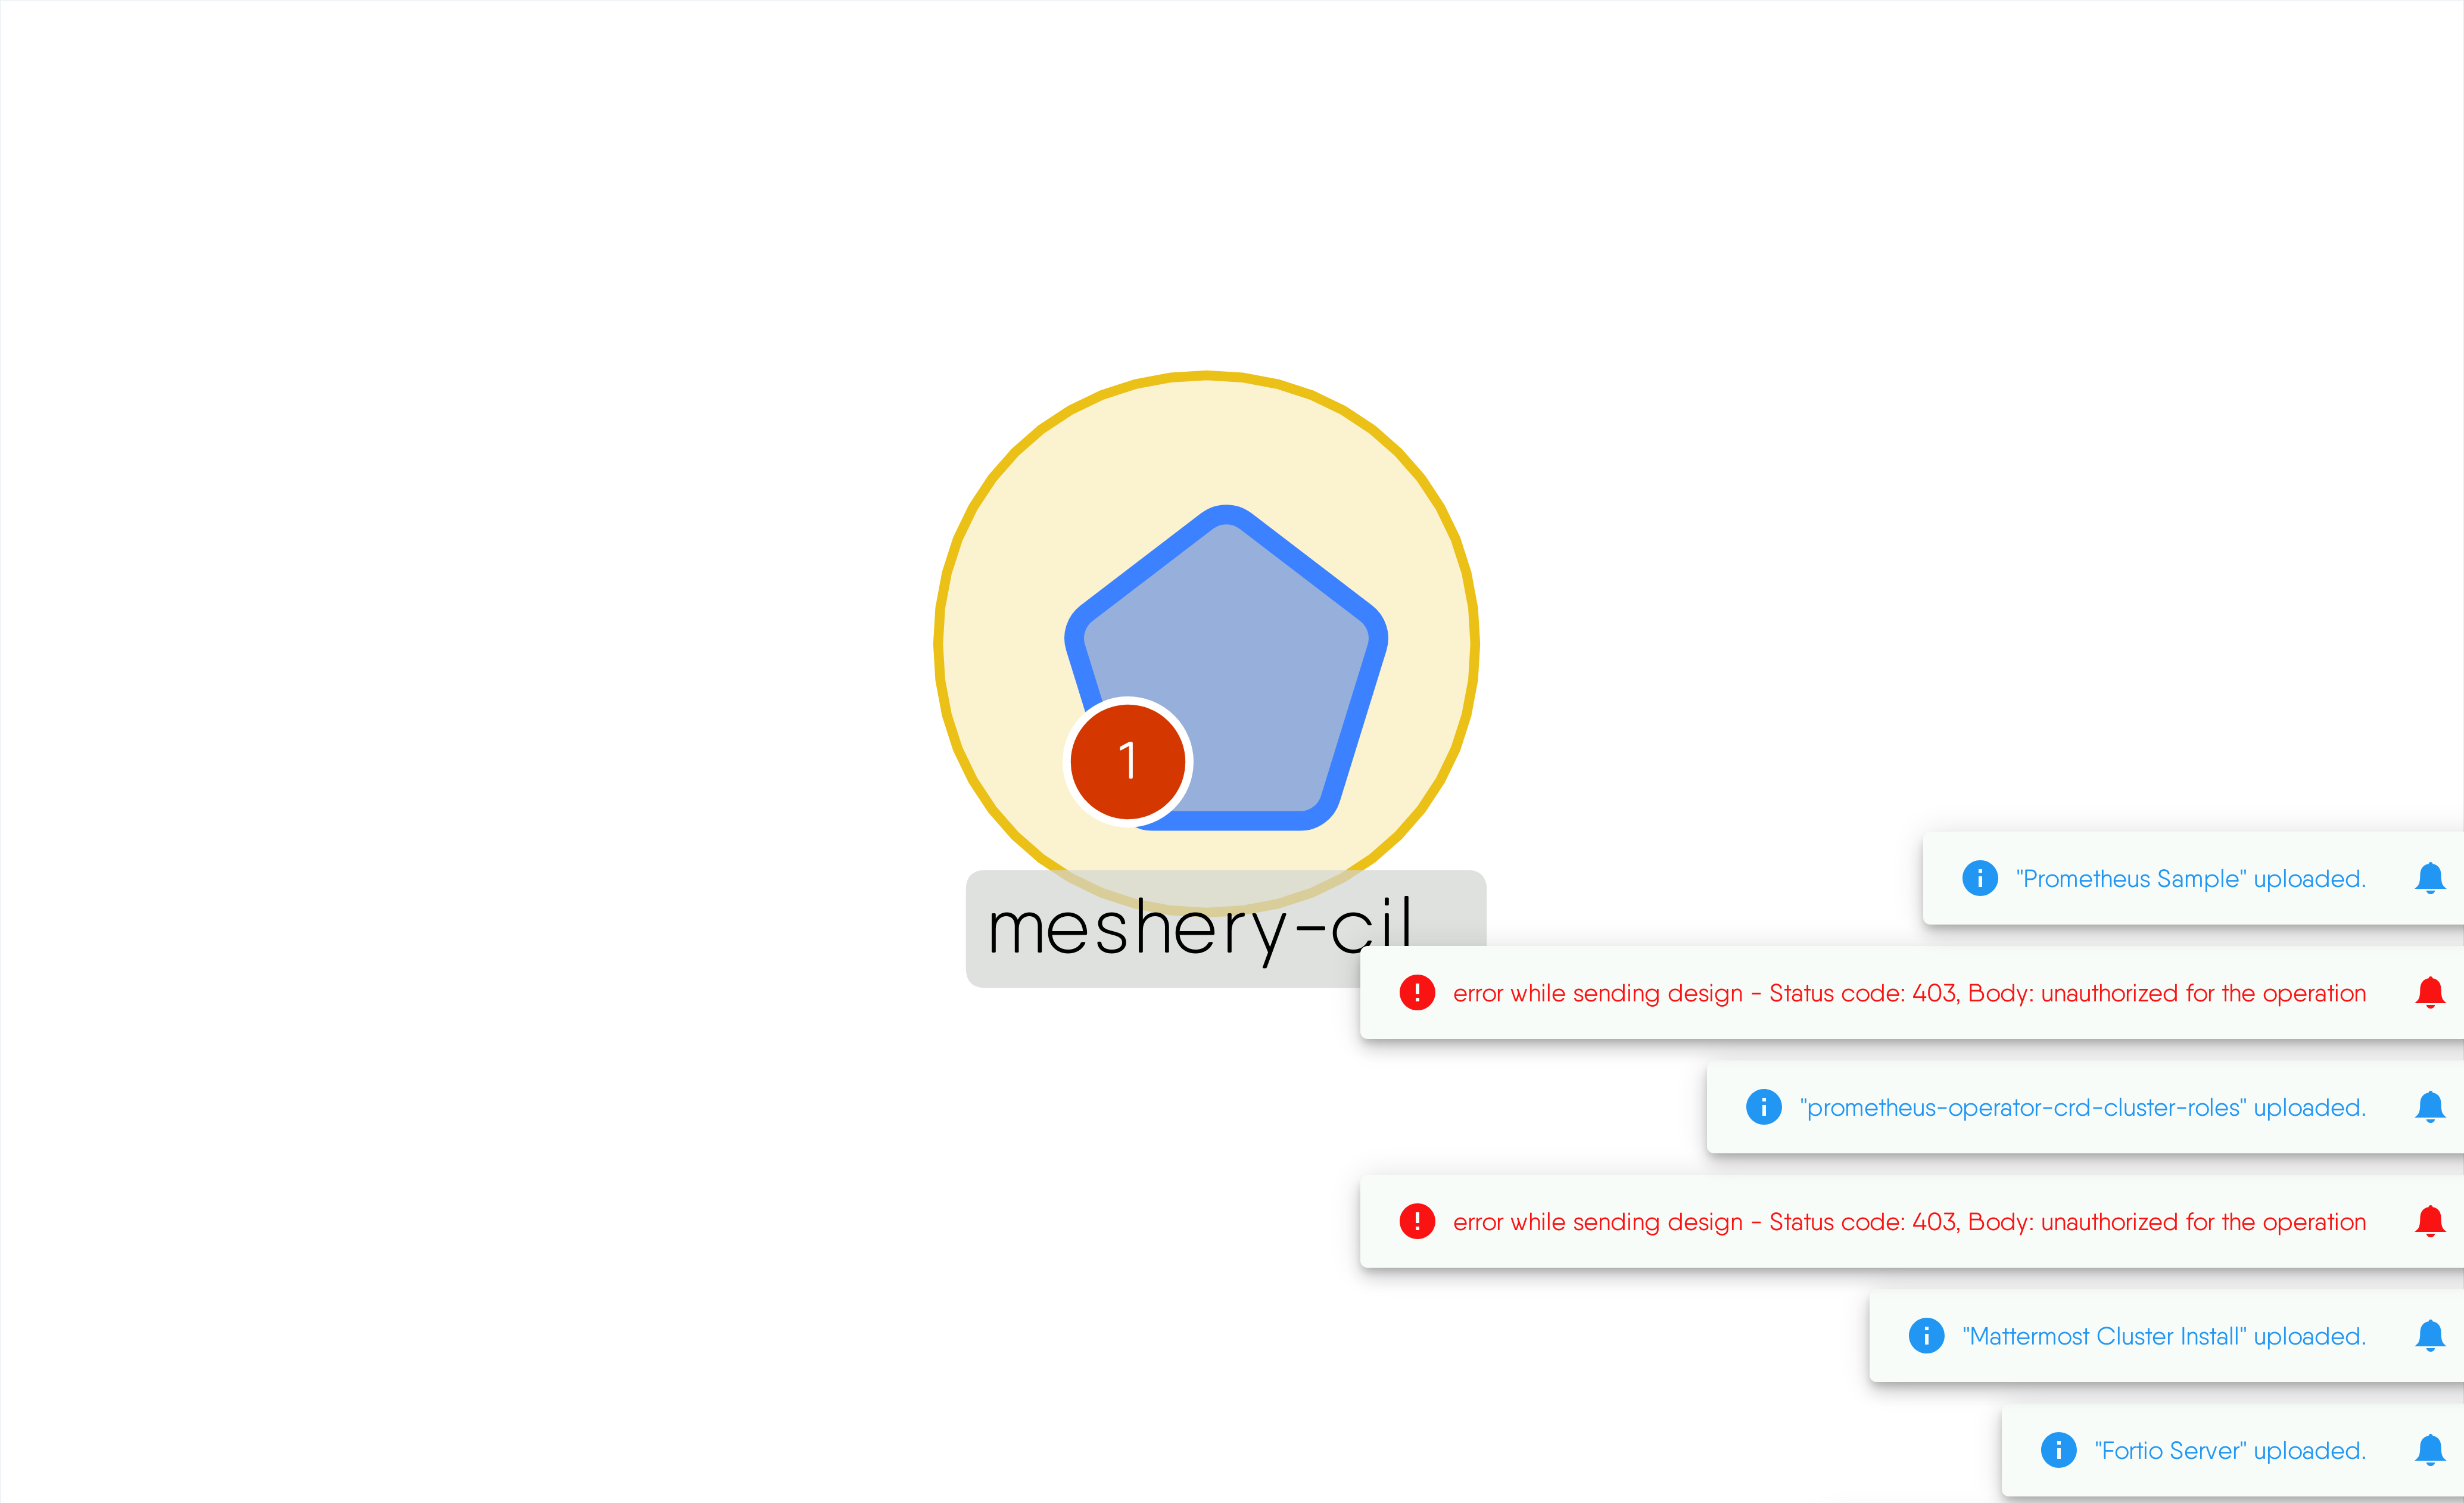 1
meshery-cil
"Prometheus Sample" uploaded.
error while sending design - Status code: 403, Body: unauthorized for the operation
"prometheus-operator-crd-cluster-roles" uploaded.
error while sending design - Status code: 403, Body: unauthorized for the operation
"Mattermost Cluster Install" uploaded.
"Fortio Server" uploaded.